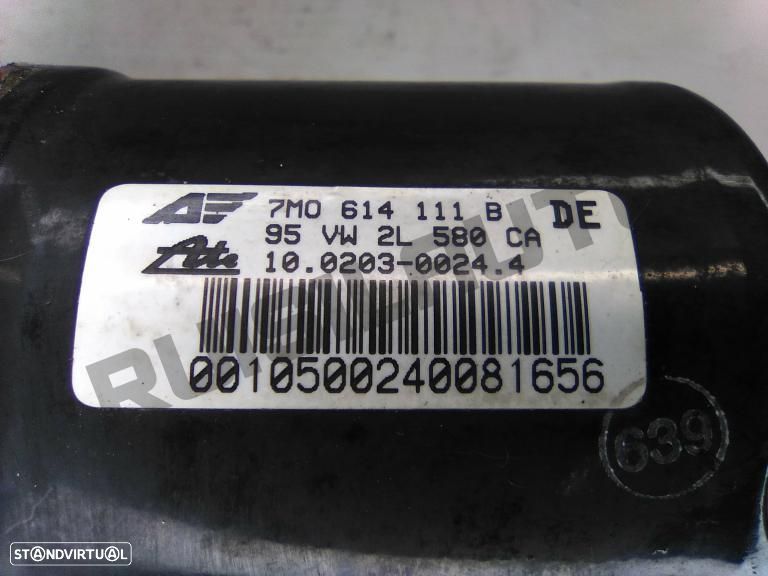 7M0 614 111 B DE
95 VW 2L 580 CA
Ate 10.0203-0024.4
0010500240081656
639
STANDVIRTUAL